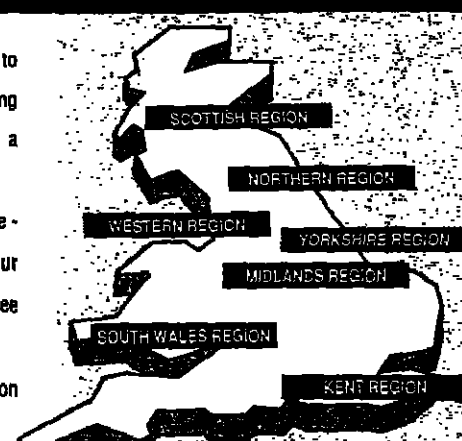 to
ng
a
e -
ur
ee
on
SCOTTISH REGION
NORTHERN REGION
WESTERN REGION
YORKSHIRE REGION
MIDLANDS REGION
SOUTH WALES REGION
KENT REGION